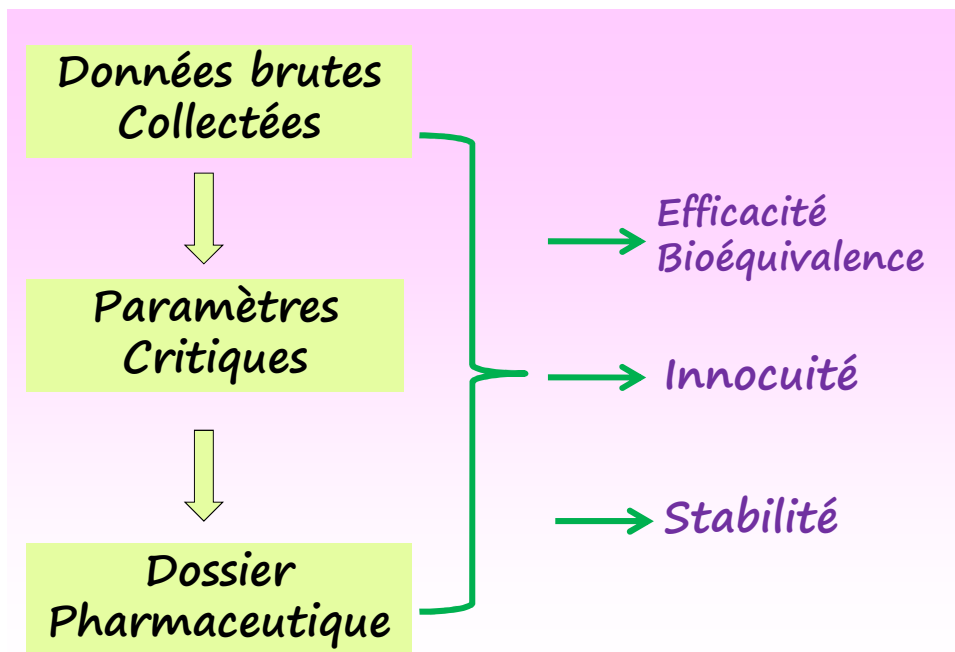 Données brutes
Collectées
Paramètres
Critiques
Dossier
Pharmaceutique
Efficacité
Bioéquivalence
Innocuité
Stabilité